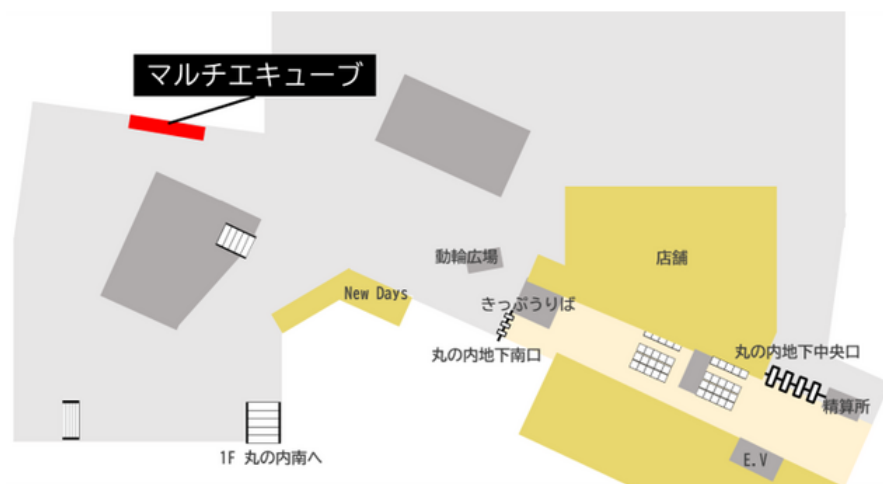 マルチエキューブ
動輪広場
店舗
New Days
きっぷうりば
丸の内地下南口
丸の内地下中央口
精算所
E.V
1F 丸の内南へ